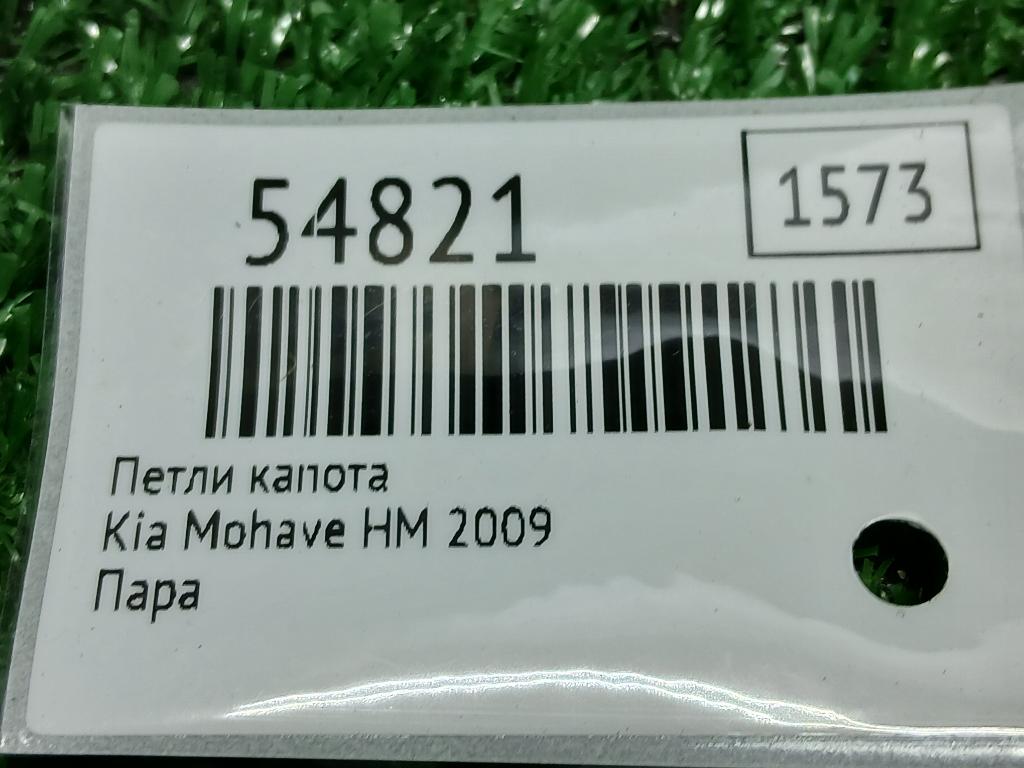 54821
1573
Петли капота
Kia Mohave HM 2009
Пара